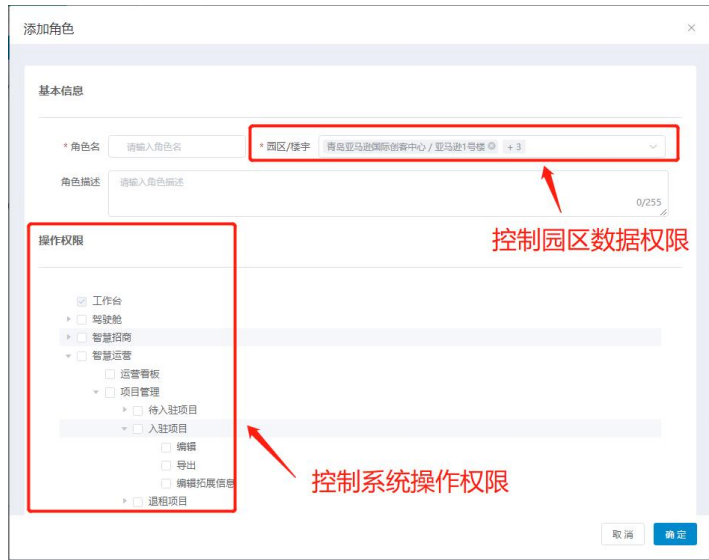 添加角色
基本信息
* 角色名 请输入角色名 * 园区/楼宇 青岛亚马逊国际创客中心 / 亚马逊1号楼 + 3
角色描述 请输入角色描述
0/255
控制园区数据权限
操作权限
工作台
驾驶舱
智慧招商
智慧运营
运营看板
项目管理
待入驻项目
入驻项目
编辑
导出
编辑拓展信息
控制系统操作权限
退租项目
取消 确定